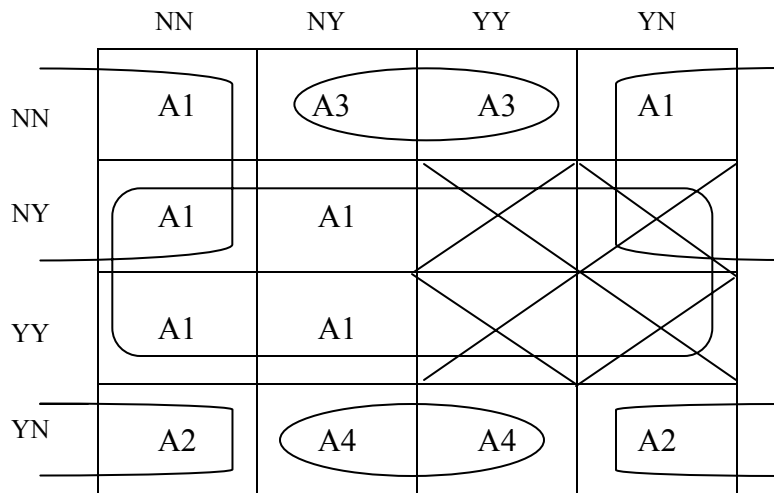 NN NY YY YN
NN A1 A3 A3 A1
NY A1 A1
YY A1 A1
YN A2 A4 A4 A2